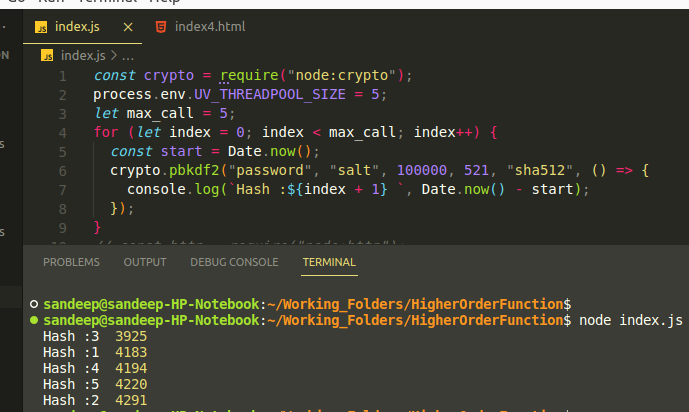 Go Run Terminal Help
JS index.js × index4.html
JS index.js > ...
1 const crypto = require("node:crypto");
2 process.env.UV_THREADPOOL_SIZE = 5;
3 let max_call = 5;
4 for (let index = 0; index < max_call; index++) {
5 const start = Date.now();
6 crypto.pbkdf2("password", "salt", 100000, 521, "sha512", () => {
7 console.log(`Hash :${index + 1} `, Date.now() - start);
8 });
9 }
PROBLEMS OUTPUT DEBUG CONSOLE TERMINAL
sandeep@sandeep-HP-Notebook:~/Working_Folders/HigherOrderFunction$
sandeep@sandeep-HP-Notebook:~/Working_Folders/HigherOrderFunction$ node index.js
Hash :3 3925
Hash :1 4183
Hash :4 4194
Hash :5 4220
Hash :2 4291